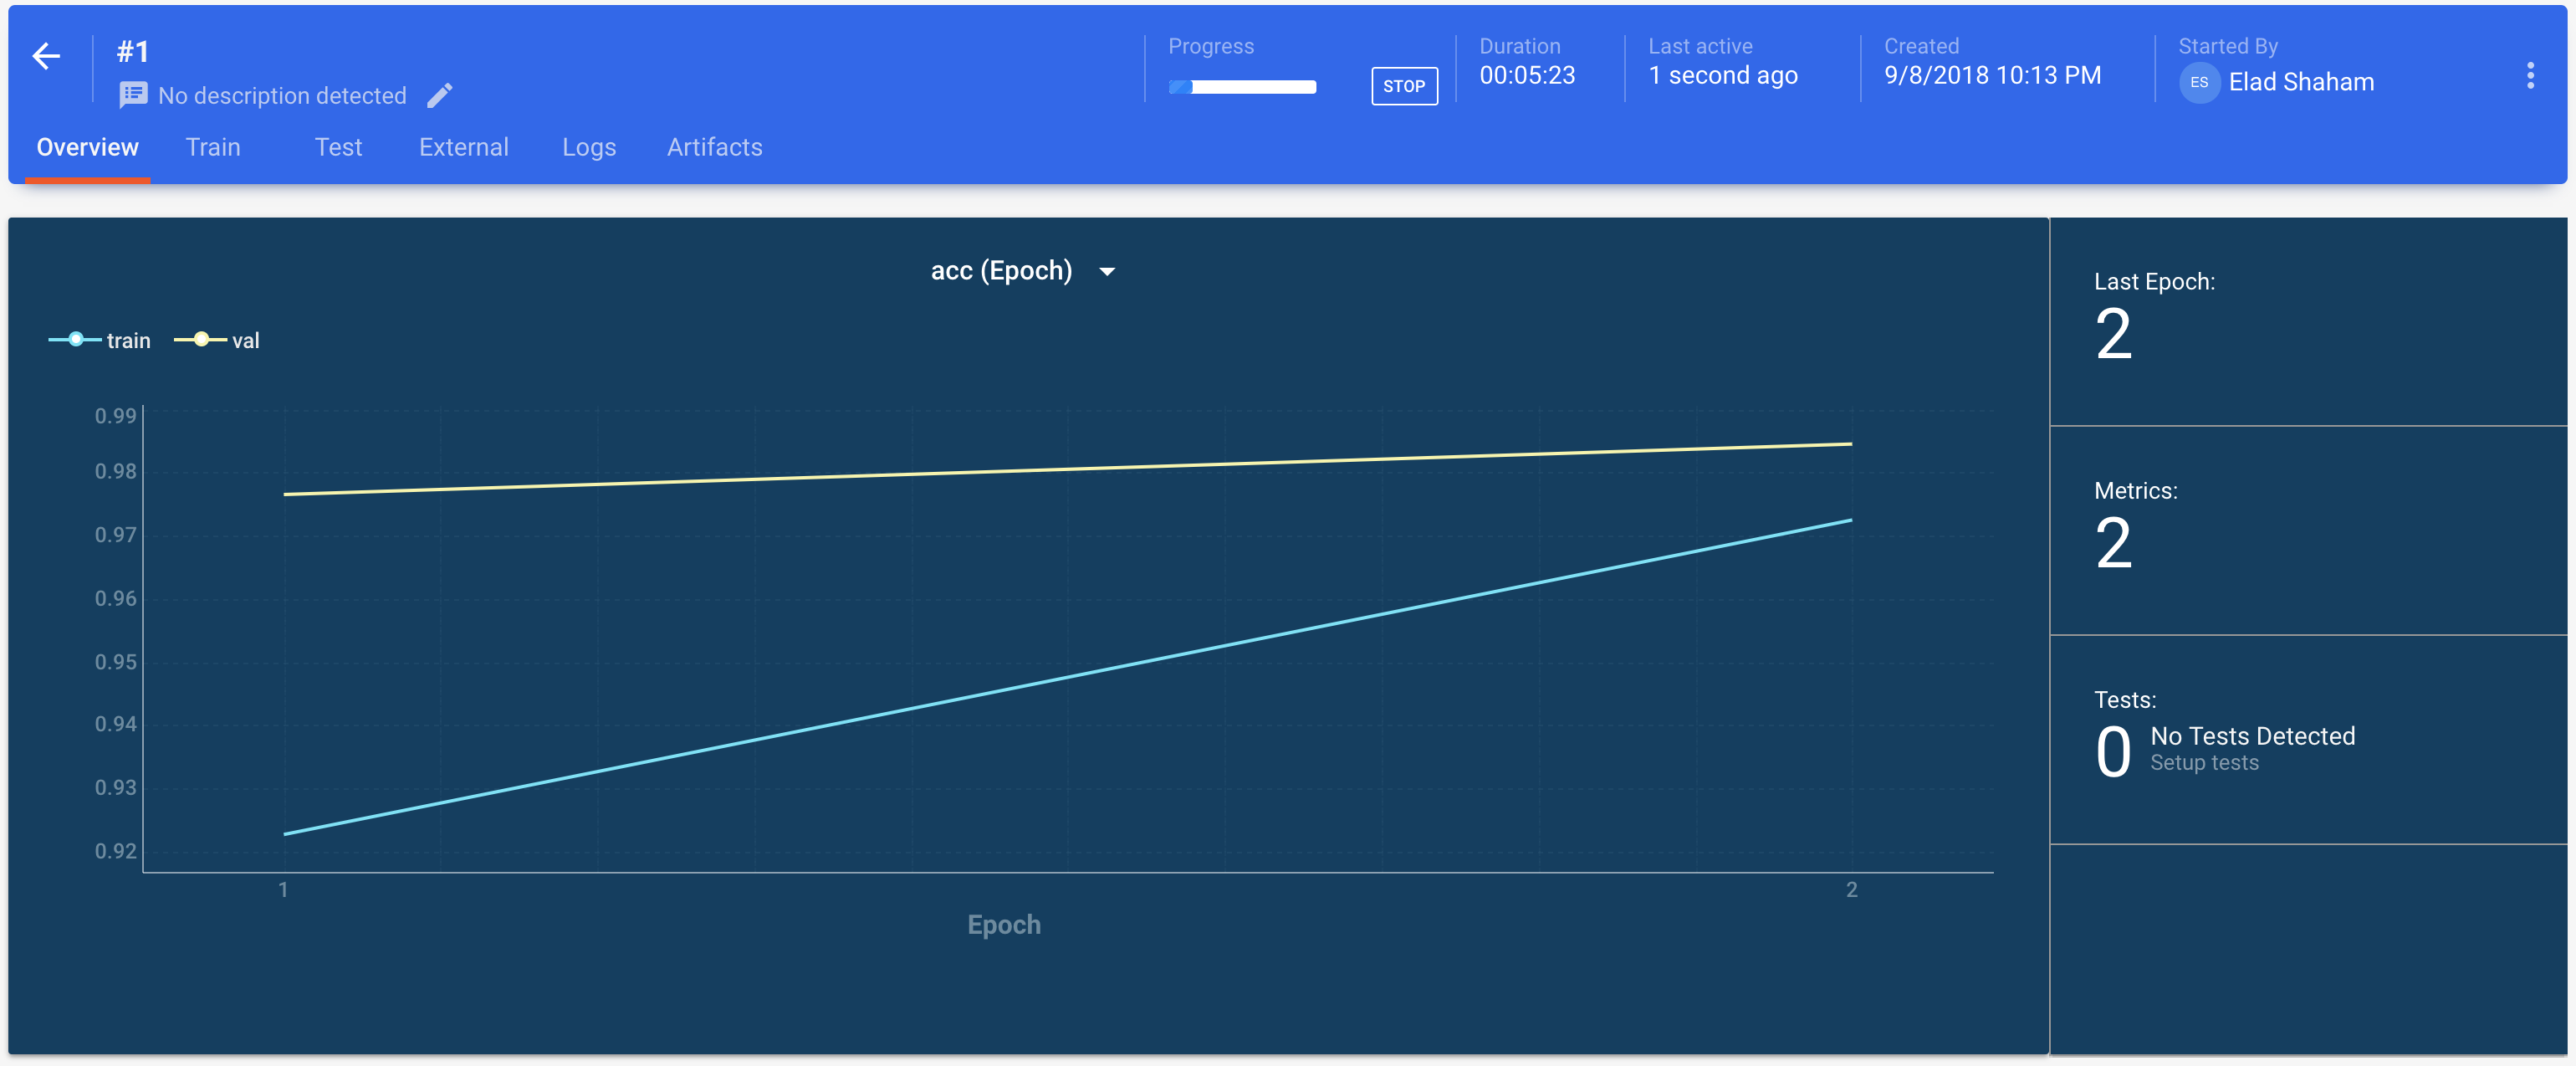 #1
No description detected
Progress
STOP
Duration
00:05:23
Last active
1 second ago
Created
9/8/2018 10:13 PM
Started By
ES
Elad Shaham
Overview Train Test External Logs Artifacts
acc (Epoch)
train val
0.99
0.98
0.97
0.96
0.95
0.94
0.93
0.92
1 2
Epoch
Last Epoch:
2
Metrics:
2
Tests:
0 No Tests Detected
Setup tests